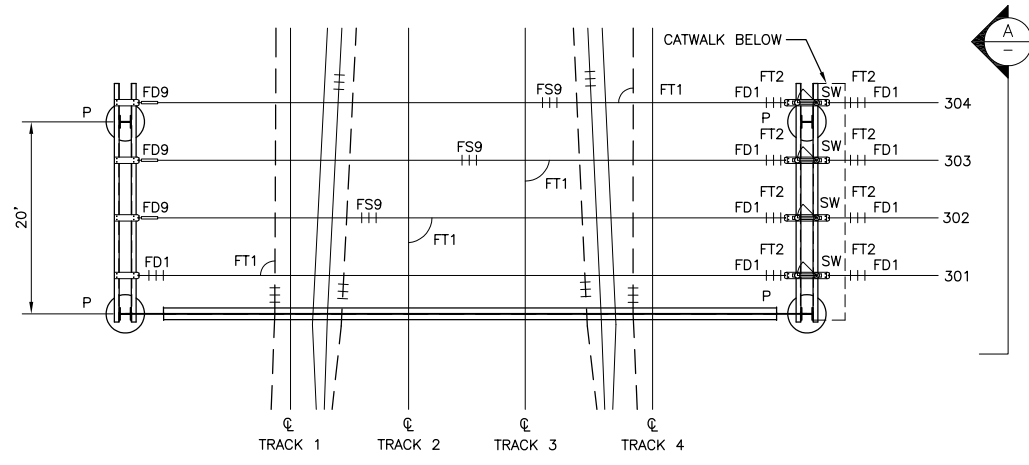 A
–
CATWALK BELOW
P FD9 FS9 FT1 FT2 FD1 SW FT2 FD1 304
P
FD9 FS9 FT1 FT2 FD1 SW FT2 FD1 303
20'
FD9 FS9 FT1 FT2 FD1 SW FT2 FD1 302
FD1 FT1 FT2 FD1 SW FT2 FD1 301
P P
℄ ℄ ℄ ℄
TRACK 1 TRACK 2 TRACK 3 TRACK 4